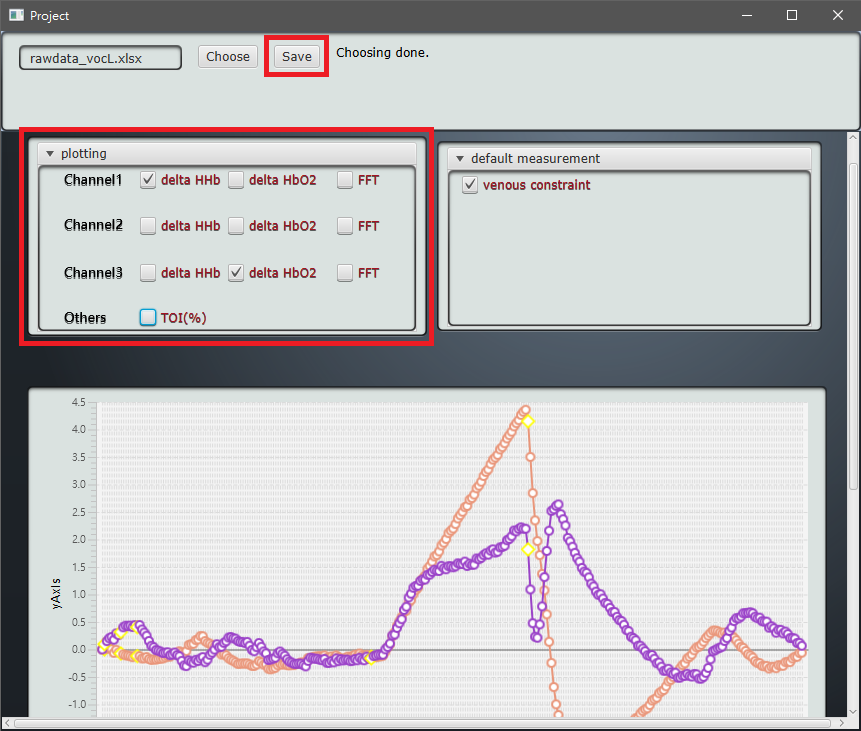 Project
rawdata_vocL.xlsx Choose Save Choosing done.
plotting
Channel1 delta HHb delta HbO2 FFT
Channel2 delta HHb delta HbO2 FFT
Channel3 delta HHb delta HbO2 FFT
Others TOI(%)
default measurement
venous constraint
4.5
4.0
3.0
3.0
2.5
2.0
1.5
1.0
0.5
0.0
-0.5
-1.0
yAxis